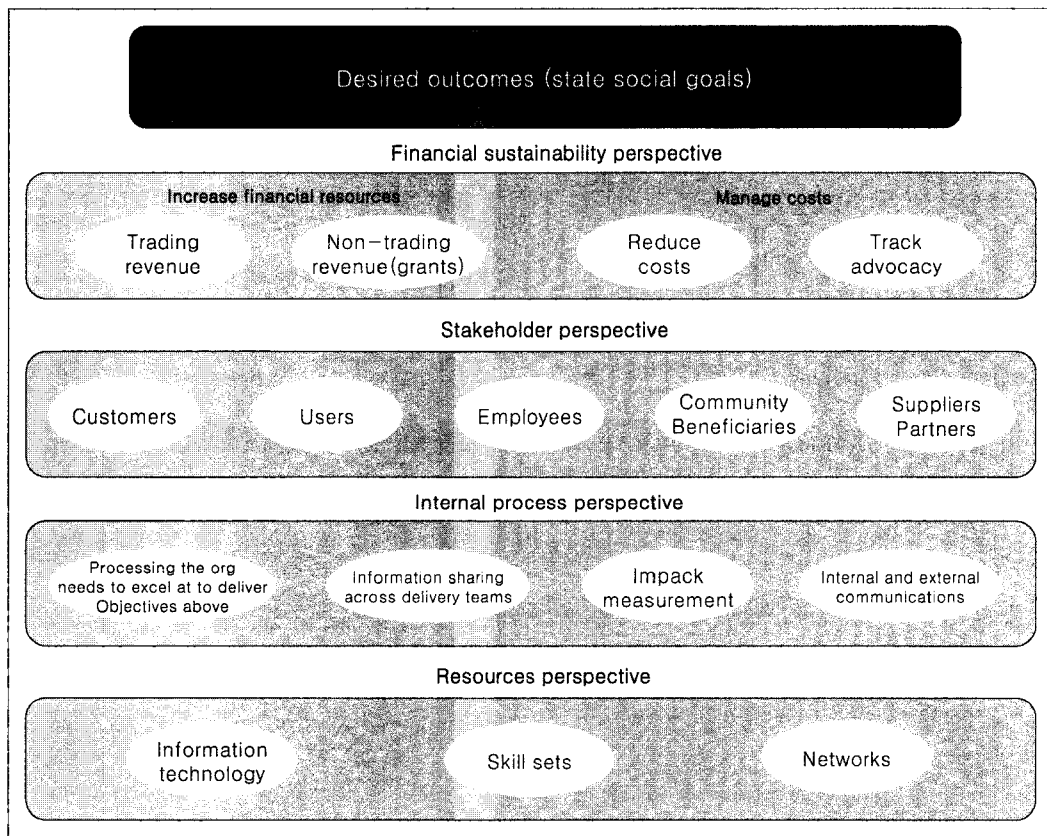 Desired outcomes (state social goals)
Financial sustainability perspective
Increase financial resources
Manage costs
Trading
revenue
Non-trading
revenue(grants)
Reduce
costs
Track
advocacy
Stakeholder perspective
Customers
Users
Employees
Community
Beneficiaries
Suppliers
Partners
Internal process perspective
Processing the org
needs to excel at to deliver
Objectives above
Information sharing
across delivery teams
Impack
measurement
Internal and external
communications
Resources perspective
Information
technology
Skill sets
Networks